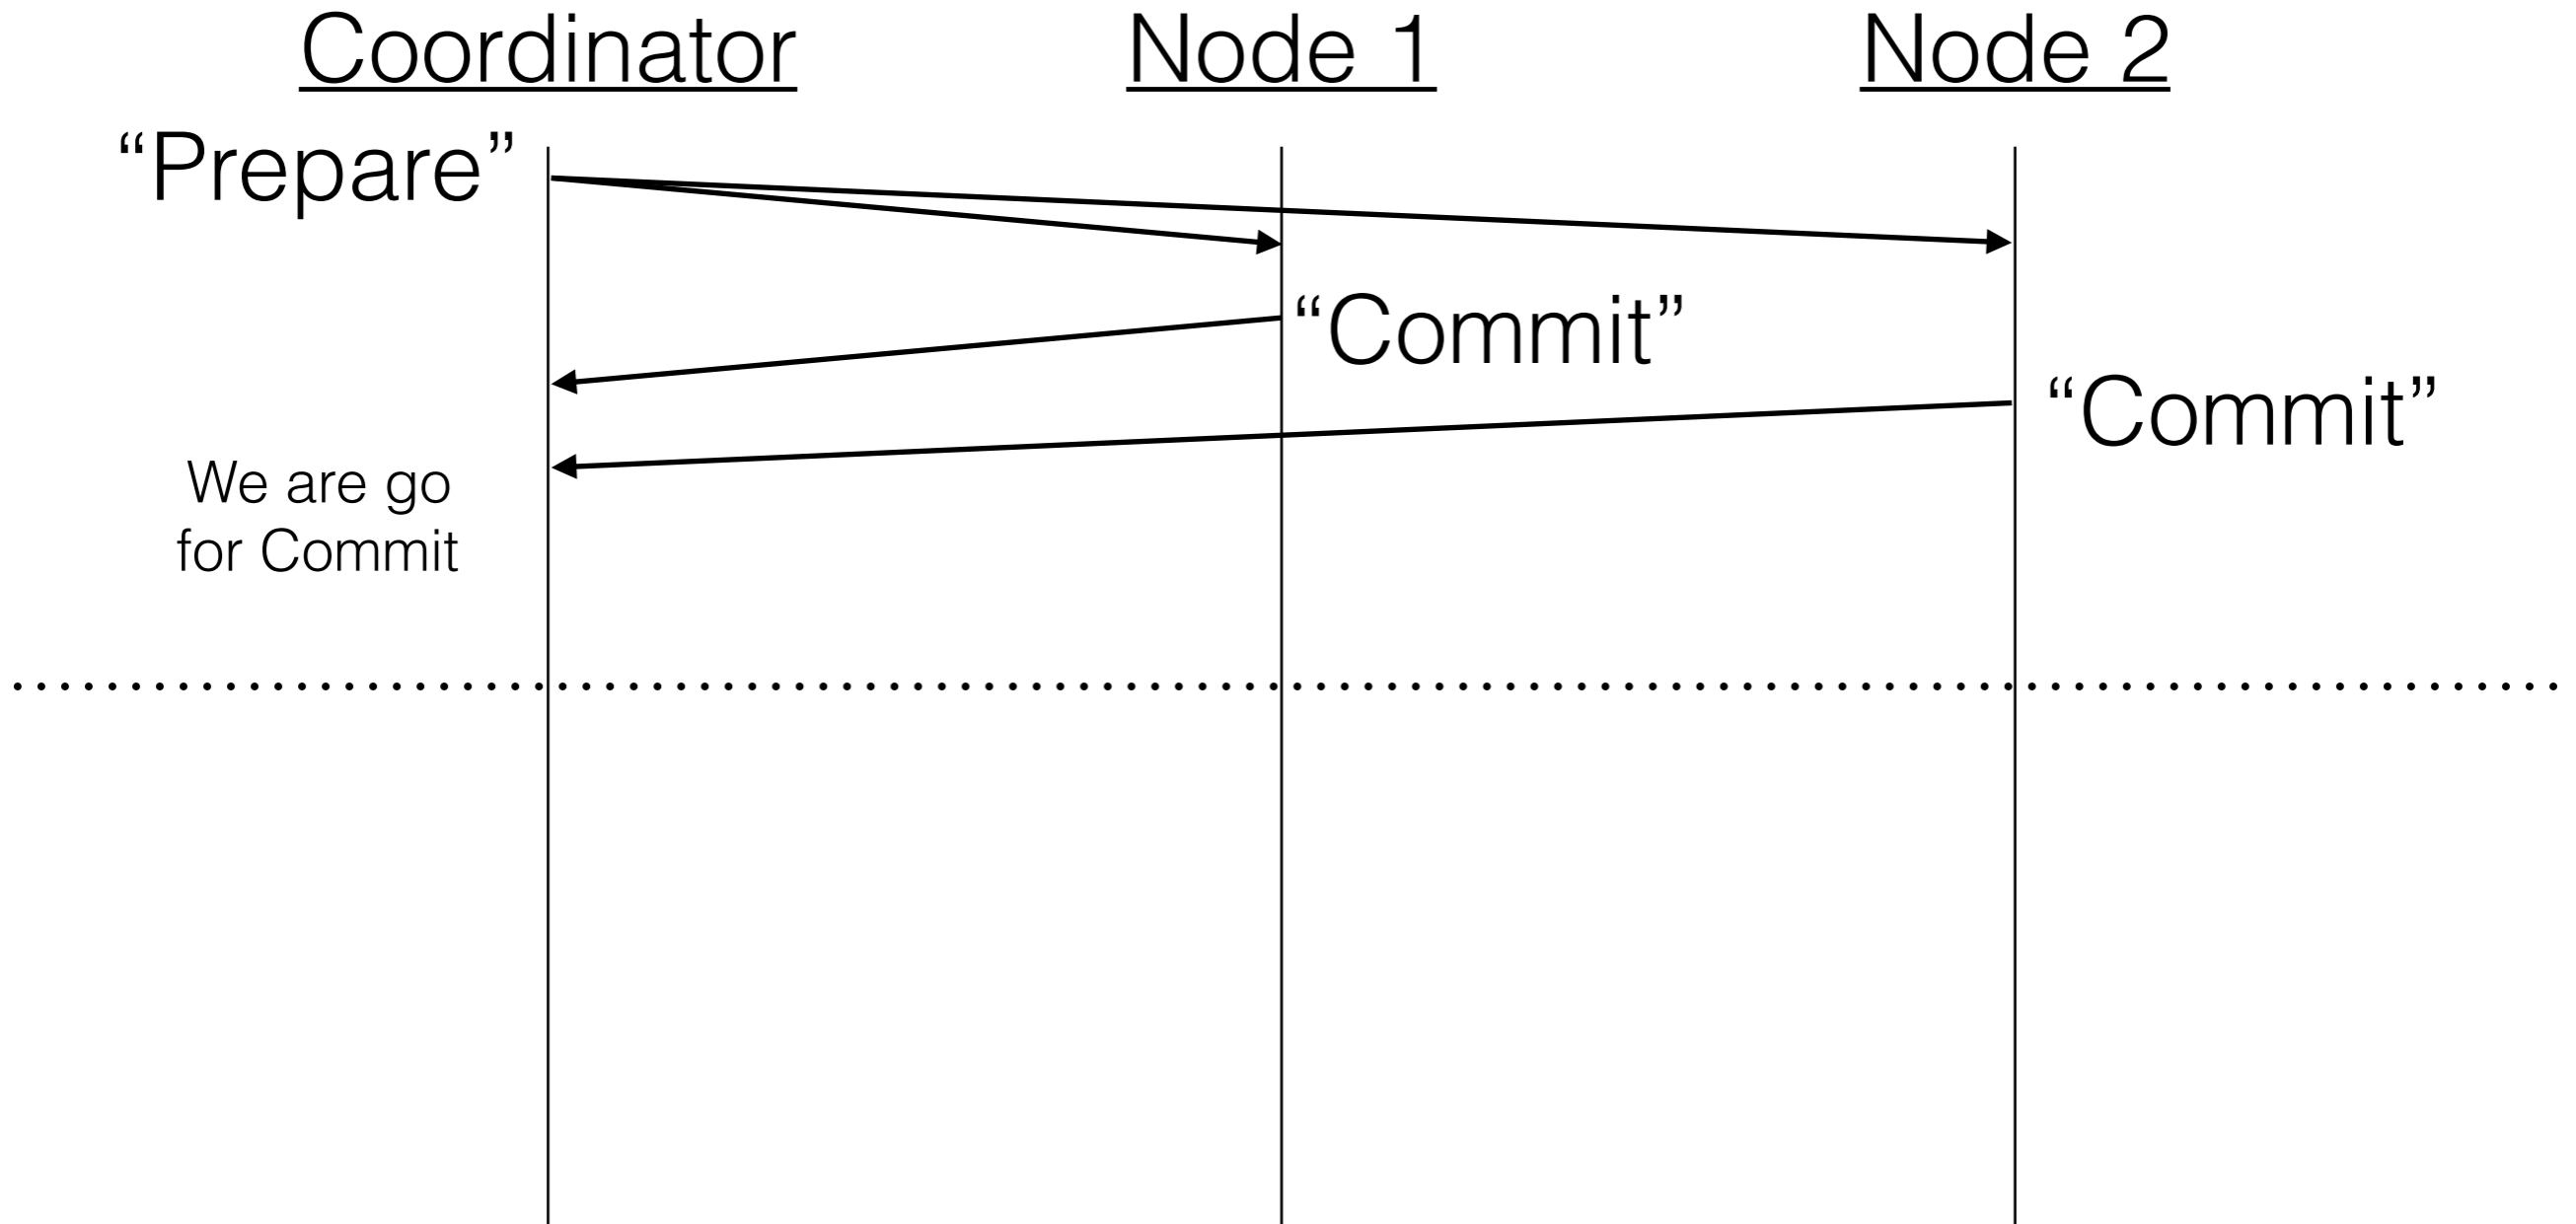 Coordinator
Node 1
Node 2
“Prepare”
“Commit”
“Commit”
We are go
for Commit